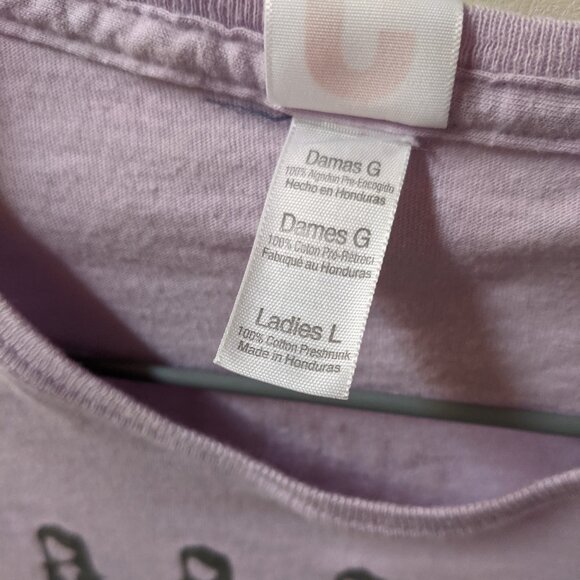 Damas G
100% Algodon Pre-Encogido
Hecho en Honduras
Dames G
100% Coton Pré-Rétréci
Fabriqué au Honduras
Ladies L
100% Cotton Preshrunk
Made in Honduras